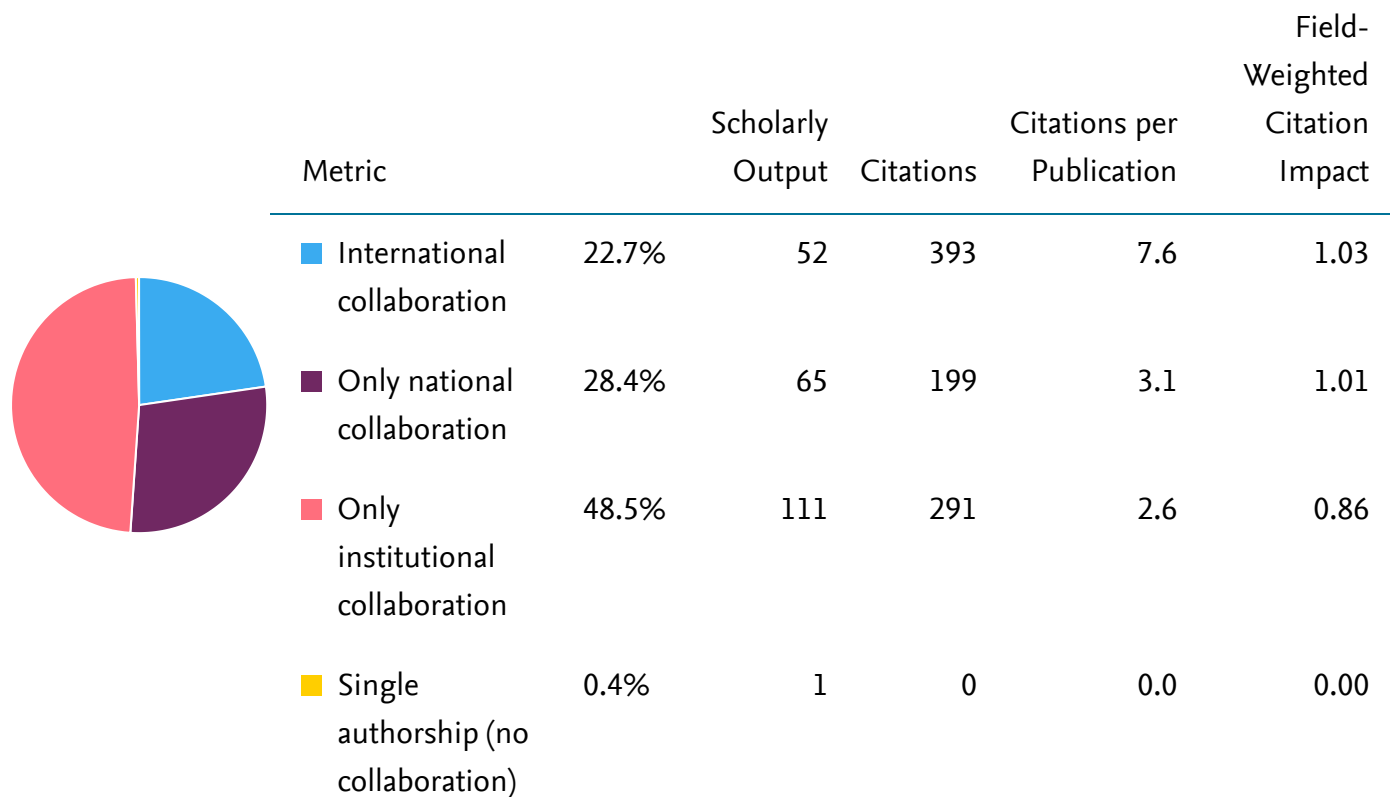 Metric Scholarly Output Citations Citations per Publication Field-Weighted Citation Impact
International collaboration 22.7% 52 393 7.6 1.03
Only national collaboration 28.4% 65 199 3.1 1.01
Only institutional collaboration 48.5% 111 291 2.6 0.86
Single authorship (no collaboration) 0.4% 1 0 0.0 0.00